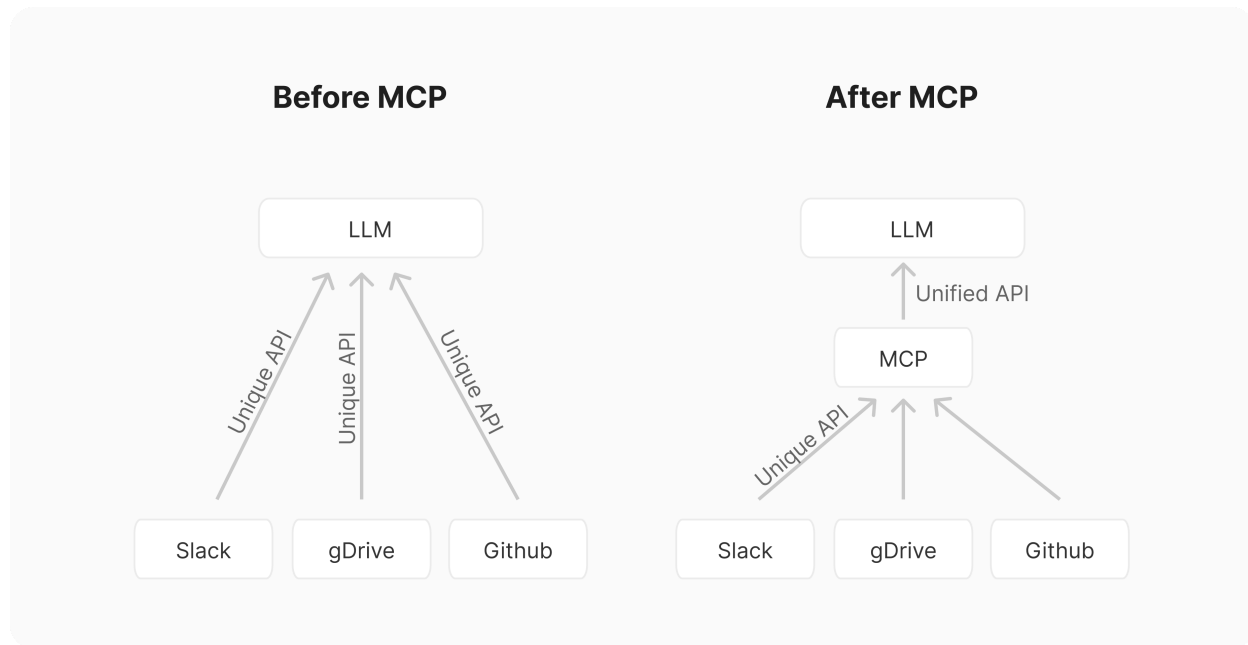 Before MCP
LLM
Unique API
Unique API
Unique API
Slack
gDrive
Github
After MCP
LLM
Unified API
MCP
Unique API
Slack
gDrive
Github